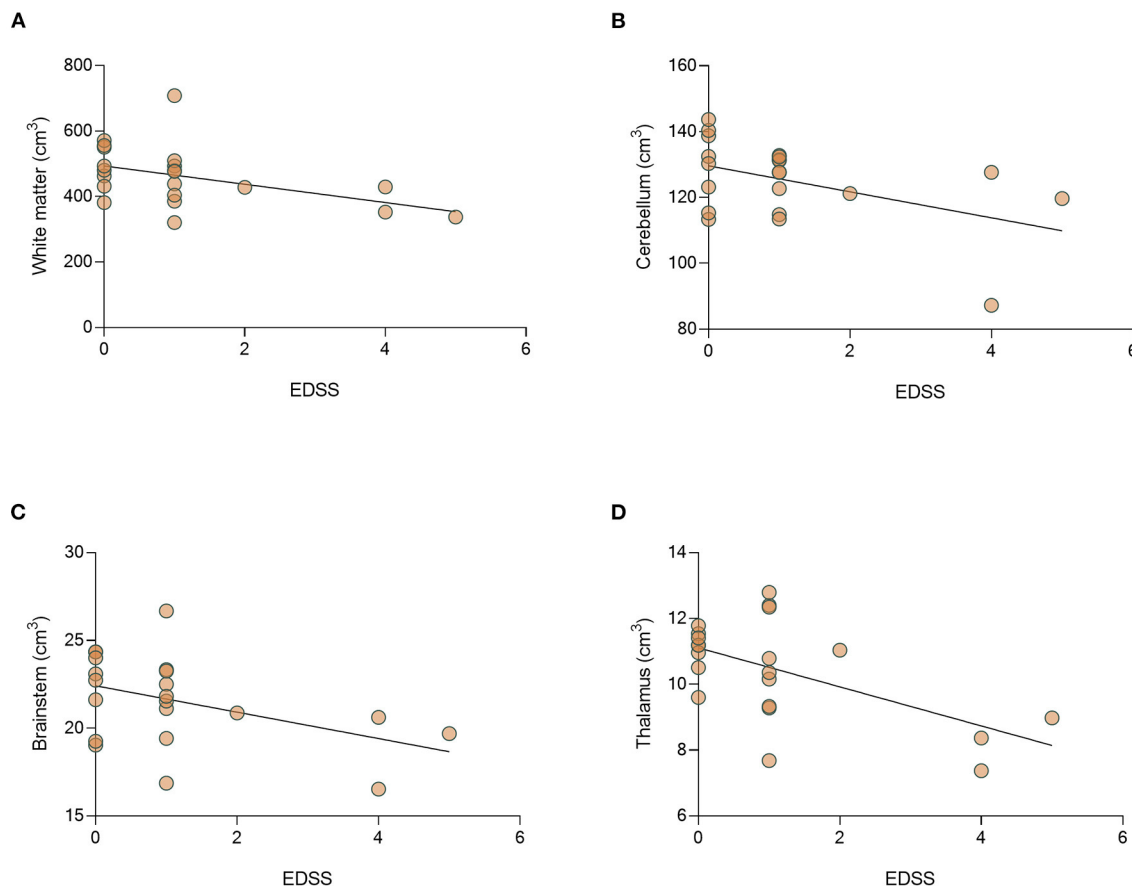 A
White matter (cm³)
800
600
400
200
0
0 2 4 6
EDSS
B
Cerebellum (cm³)
160
140
120
100
80
0 2 4 6
EDSS
C
Brainstem (cm³)
30
25
20
15
0 2 4 6
EDSS
D
Thalamus (cm³)
14
12
10
8
6
0 2 4 6
EDSS